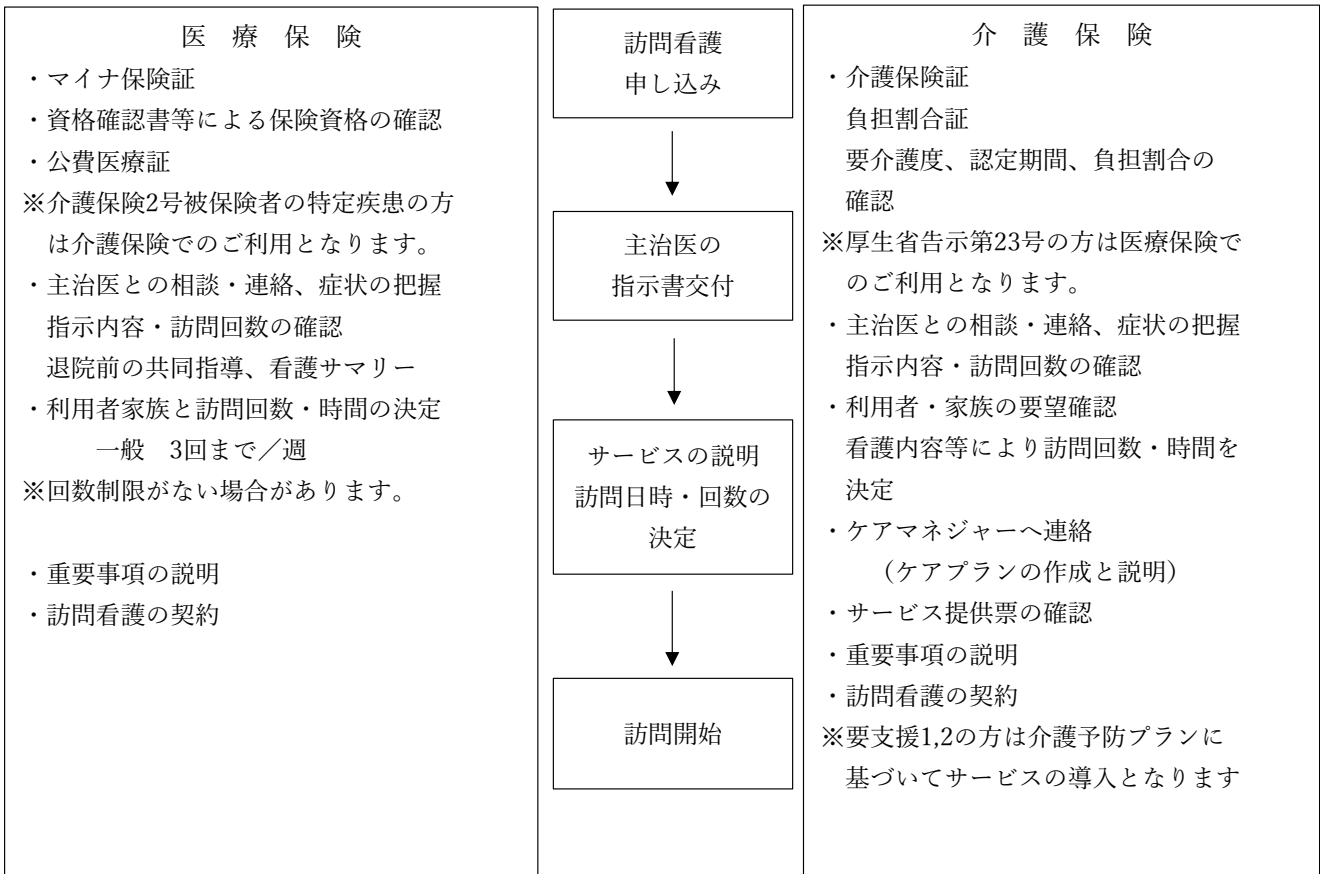 医 療 保 険
・マイナ保険証
・資格確認書等による保険資格の確認
・公費医療証
※介護保険2号被保険者の特定疾患の方
は介護保険でのご利用となります。
・主治医との相談・連絡、症状の把握
指示内容・訪問回数の確認
退院前の共同指導、看護サマリー
・利用者家族と訪問回数・時間の決定
一般 3回まで／週
※回数制限がない場合があります。
・重要事項の説明
・訪問看護の契約
訪問看護
申し込み
主治医の
指示書交付
サービスの説明
訪問日時・回数の
決定
訪問開始
介 護 保 険
・介護保険証
負担割合証
要介護度、認定期間、負担割合の
確認
※厚生省告示第23号の方は医療保険で
のご利用となります。
・主治医との相談・連絡、症状の把握
指示内容・訪問回数の確認
・利用者・家族の要望確認
看護内容等により訪問回数・時間を
決定
・ケアマネジャーへ連絡
（ケアプランの作成と説明）
・サービス提供票の確認
・重要事項の説明
・訪問看護の契約
※要支援1,2の方は介護予防プランに
基づいてサービスの導入となります